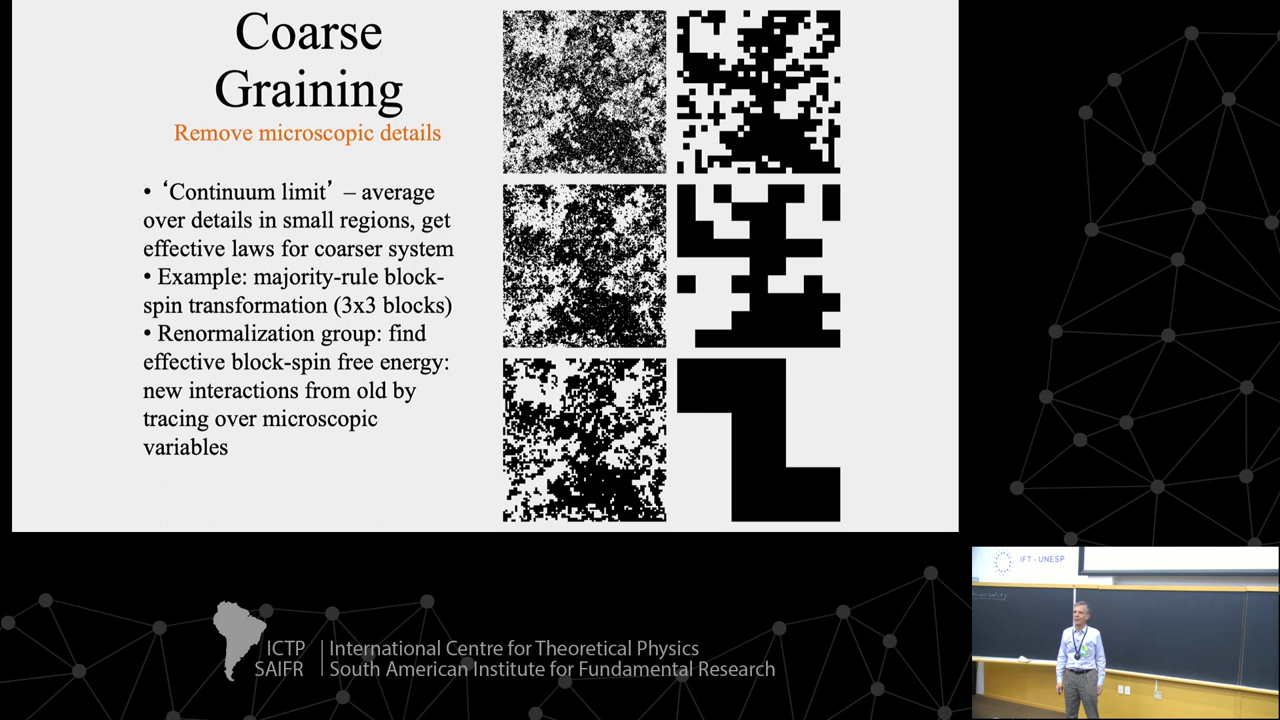 Coarse
Graining
Remove microscopic details
• ‘Continuum limit’ – average
over details in small regions, get
effective laws for coarser system
• Example: majority-rule block-
spin transformation (3x3 blocks)
• Renormalization group: find
effective block-spin free energy:
new interactions from old by
tracing over microscopic
variables
IFT - UNESP
ICTP
SAIFR
International Centre for Theoretical Physics
South American Institute for Fundamental Research